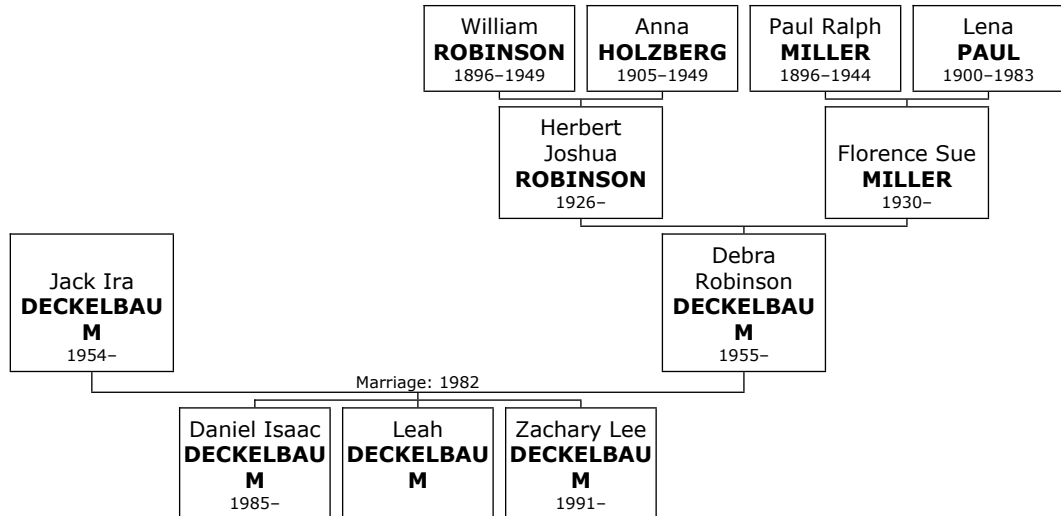 William
ROBINSON
1896–1949
Anna
HOLZBERG
1905–1949
Paul Ralph
MILLER
1896–1944
Lena
PAUL
1900–1983
Herbert
Joshua
ROBINSON
1926–
Florence Sue
MILLER
1930–
Jack Ira
DECKELBAU
M
1954–
Debra
Robinson
DECKELBAU
M
1955–
Marriage: 1982
Daniel Isaac
DECKELBAU
M
1985–
Leah
DECKELBAU
M
Zachary Lee
DECKELBAU
M
1991–